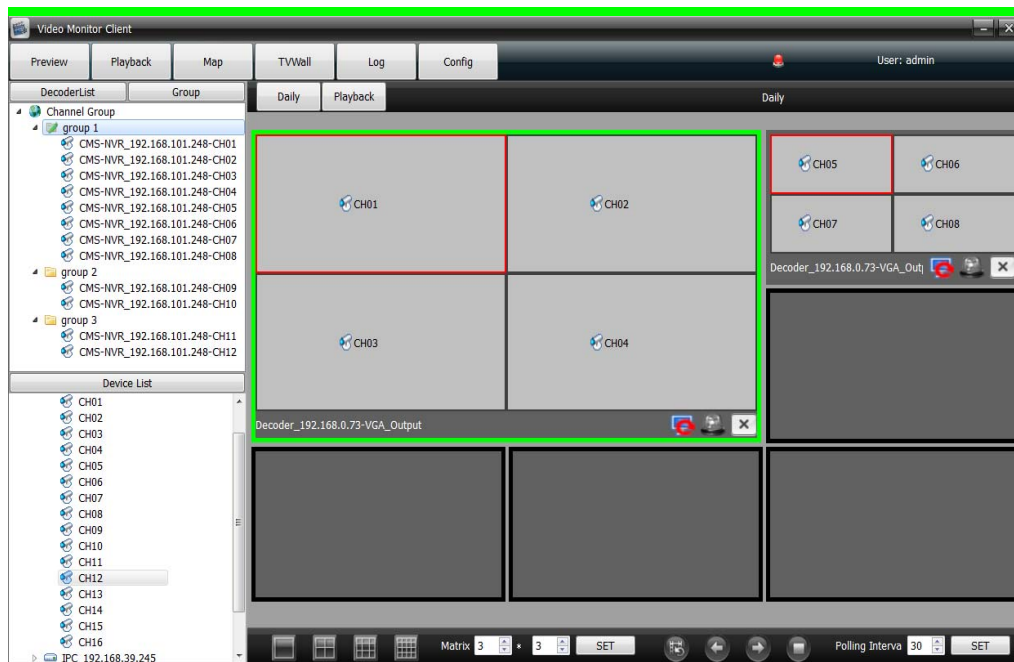 Video Monitor Client
Preview
Playback
Map
TVWall
Log
Config
User: admin
DecoderList
Group
Daily
Playback
Daily
Channel Group
group 1
CMS-NVR_192.168.101.248-CH01
CMS-NVR_192.168.101.248-CH02
CMS-NVR_192.168.101.248-CH03
CMS-NVR_192.168.101.248-CH04
CMS-NVR_192.168.101.248-CH05
CMS-NVR_192.168.101.248-CH06
CMS-NVR_192.168.101.248-CH07
CMS-NVR_192.168.101.248-CH08
group 2
CMS-NVR_192.168.101.248-CH09
CMS-NVR_192.168.101.248-CH10
group 3
CMS-NVR_192.168.101.248-CH11
CMS-NVR_192.168.101.248-CH12
Device List
CH01
CH02
CH03
CH04
CH05
CH06
CH07
CH08
CH09
CH10
CH11
CH12
CH13
CH14
CH15
CH16
IPC_192.168.39.245
CH01
CH02
CH03
CH04
Decoder_192.168.0.73-VGA_Output
CH05
CH06
CH07
CH08
Decoder_192.168.0.73-VGA_Out
Matrix 3 * 3 SET
Polling Interva 30 SET